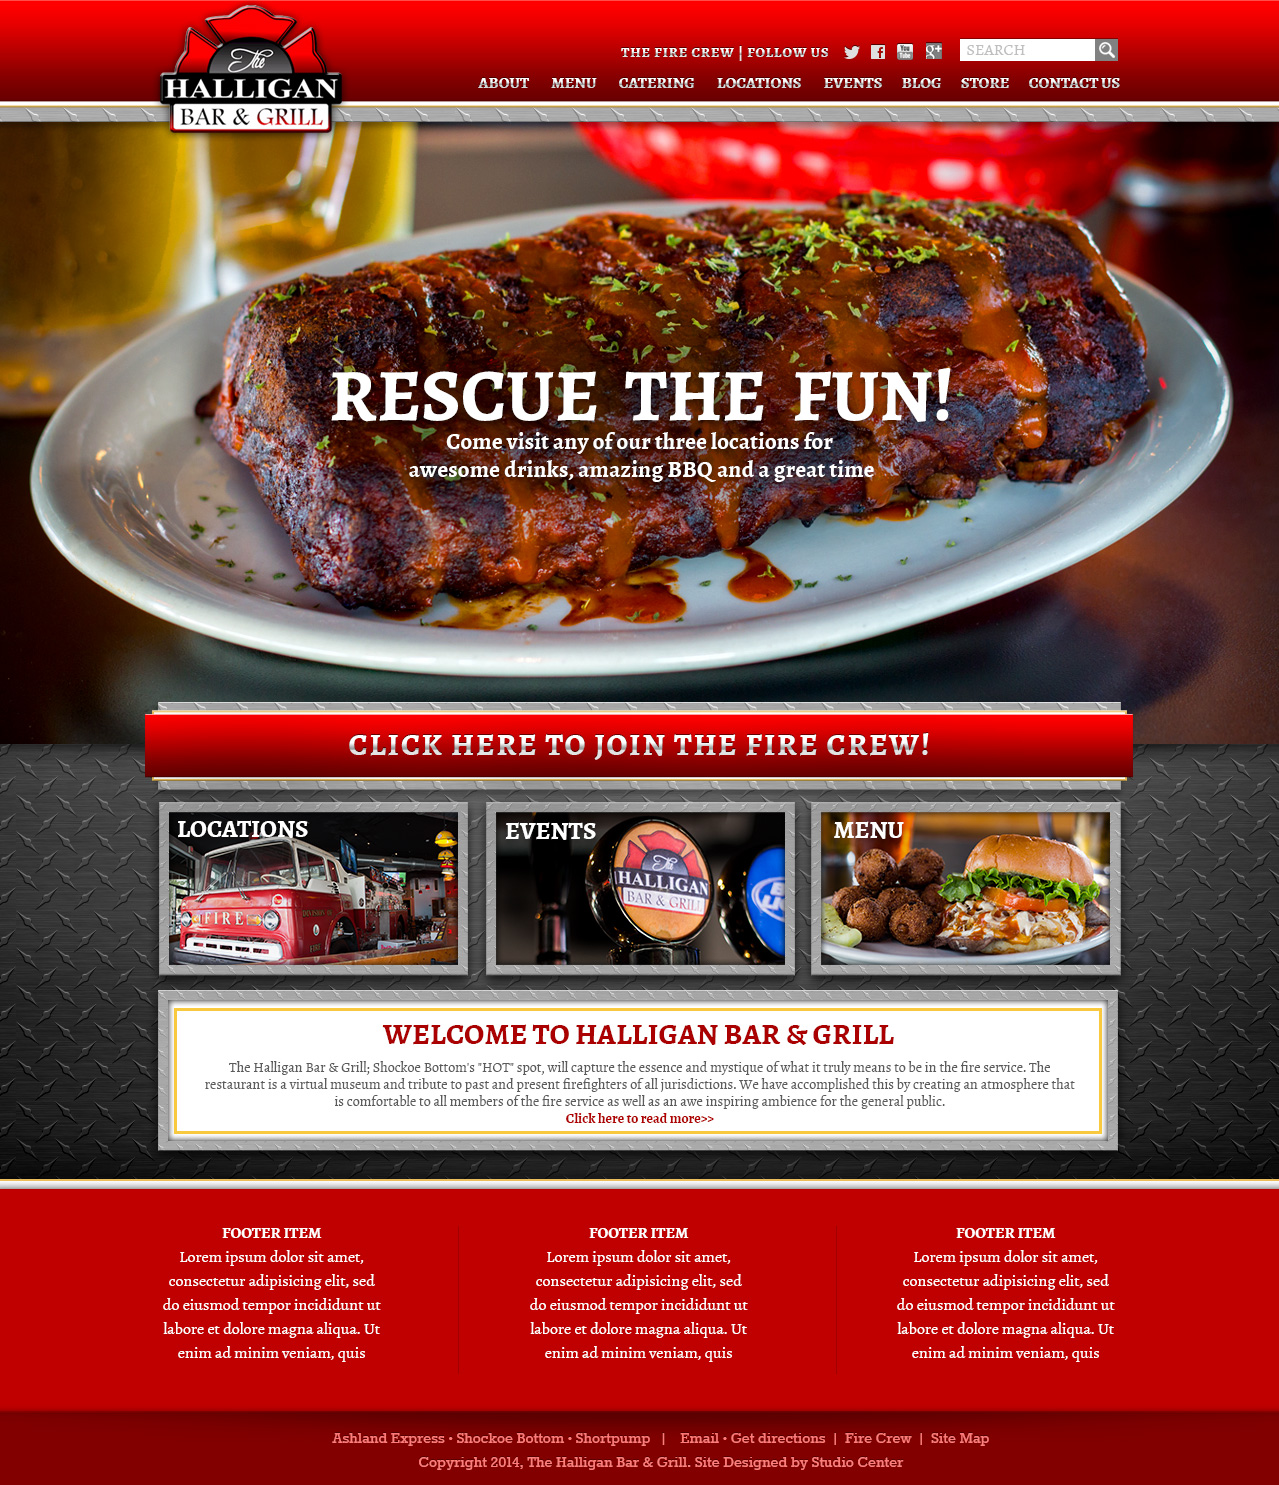 The
HALLIGAN
BAR & GRILL
THE FIRE CREW | FOLLOW US
You
Tube
SEARCH
ABOUT MENU CATERING LOCATIONS EVENTS BLOG STORE CONTACT US
RESCUE THE FUN!
Come visit any of our three locations for
awesome drinks, amazing BBQ and a great time
CLICK HERE TO JOIN THE FIRE CREW!
LOCATIONS
FIRE
EVENTS
The
HALLIGAN
BAR & GRILL
MENU
WELCOME TO HALLIGAN BAR & GRILL
The Halligan Bar & Grill; Shockoe Bottom's "HOT" spot, will capture the essence and mystique of what it truly means to be in the fire service. The
restaurant is a virtual museum and tribute to past and present firefighters of all jurisdictions. We have accomplished this by creating an atmosphere that
is comfortable to all members of the fire service as well as an awe inspiring ambience for the general public.
Click here to read more>>
FOOTER ITEM
Lorem ipsum dolor sit amet,
consectetur adipisicing elit, sed
do eiusmod tempor incididunt ut
labore et dolore magna aliqua. Ut
enim ad minim veniam, quis
FOOTER ITEM
Lorem ipsum dolor sit amet,
consectetur adipisicing elit, sed
do eiusmod tempor incididunt ut
labore et dolore magna aliqua. Ut
enim ad minim veniam, quis
FOOTER ITEM
Lorem ipsum dolor sit amet,
consectetur adipisicing elit, sed
do eiusmod tempor incididunt ut
labore et dolore magna aliqua. Ut
enim ad minim veniam, quis
Ashland Express • Shockoe Bottom • Shortpump | Email • Get directions | Fire Crew | Site Map
Copyright 2014, The Halligan Bar & Grill. Site Designed by Studio Center